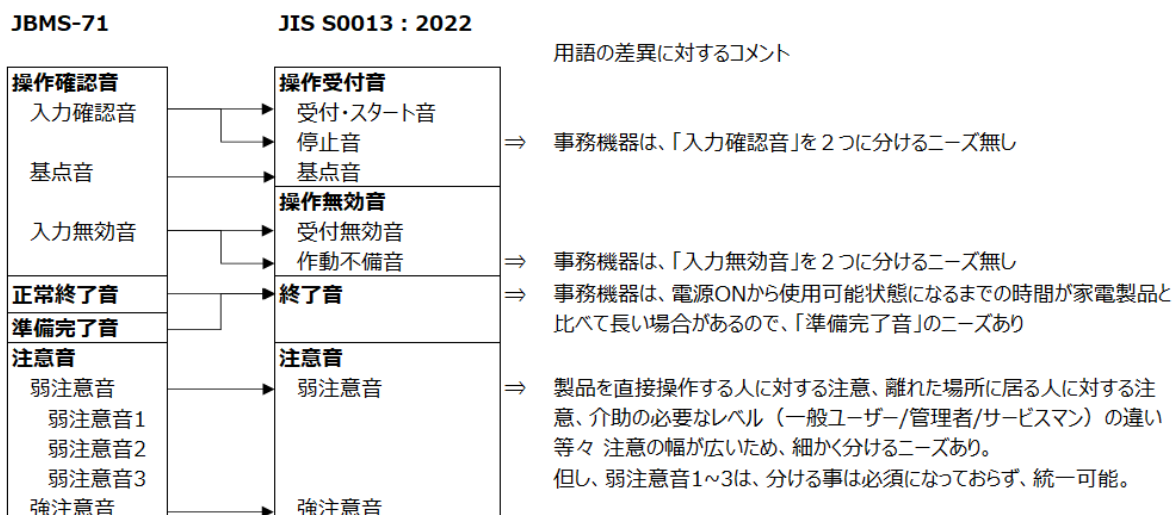 JBMS-71
JIS S0013：2022
用語の差異に対するコメント
操作確認音
操作受付音
入力確認音
受付・スタート音
停止音
⇒ 事務機器は、「入力確認音」を２つに分けるニーズ無し
基点音
基点音
操作無効音
入力無効音
受付無効音
作動不備音
⇒ 事務機器は、「入力無効音」を２つに分けるニーズ無し
正常終了音
終了音
⇒ 事務機器は、電源ONから使用可能状態になるまでの時間が家電製品と
比べて長い場合があるので、「準備完了音」のニーズあり
準備完了音
注意音
注意音
弱注意音
弱注意音
⇒ 製品を直接操作する人に対する注意、離れた場所に居る人に対する注
意、介助の必要なレベル（一般ユーザー/管理者/サービスマン）の違い
等々 注意の幅が広いため、細かく分けるニーズあり。
但し、弱注意音1~3は、分ける事は必須になっておらず、統一可能。
弱注意音1
弱注意音2
弱注意音3
強注意音
強注意音